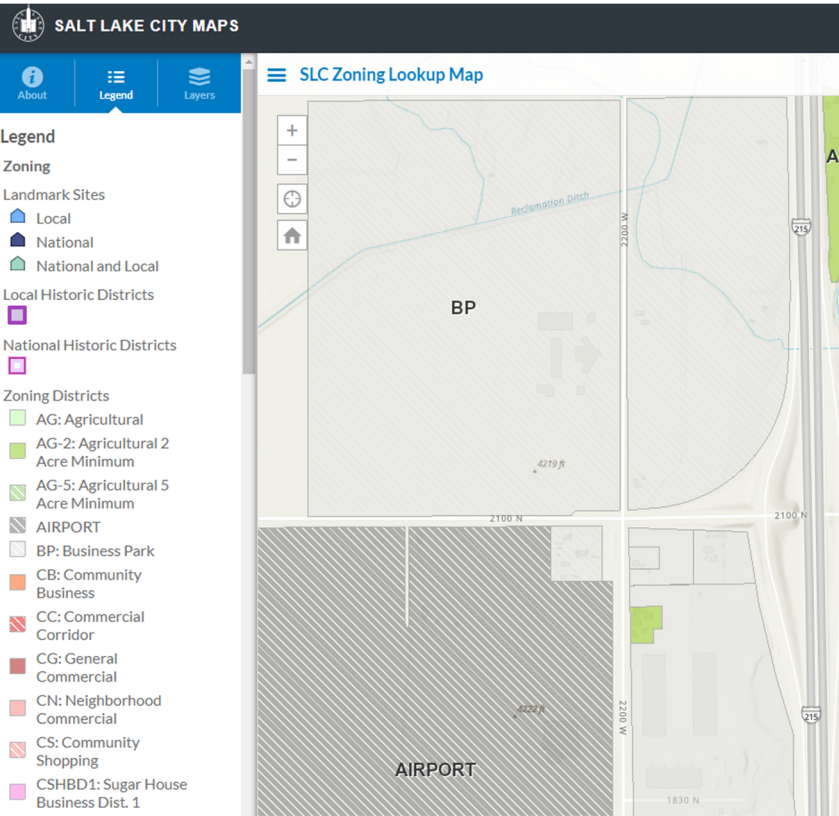 SALT LAKE CITY MAPS
About
Legend
Layers
SLC Zoning Lookup Map
Legend
Zoning
Landmark Sites
Local
National
National and Local
Local Historic Districts
National Historic Districts
Zoning Districts
AG: Agricultural
AG-2: Agricultural 2
Acre Minimum
AG-5: Agricultural 5
Acre Minimum
AIRPORT
BP: Business Park
CB: Community
Business
CC: Commercial
Corridor
CG: General
Commercial
CN: Neighborhood
Commercial
CS: Community
Shopping
CSHBD1: Sugar House
Business Dist. 1
+
−
A
Reclamation Ditch
2200 W
215
BP
4219 ft
2100 N
2100 N
4222 ft
2200 W
215
AIRPORT
1830 N